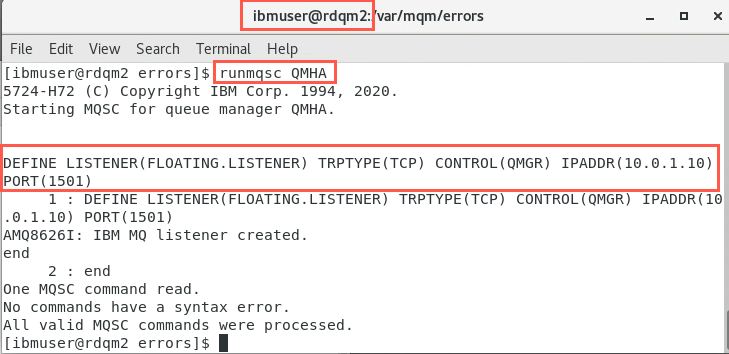 ibmuser@rdqm2:/var/mqm/errors
File Edit View Search Terminal Help
[ibmuser@rdqm2 errors]$ runmqsc QMHA
5724-H72 (C) Copyright IBM Corp. 1994, 2020.
Starting MQSC for queue manager QMHA.
DEFINE LISTENER(FLOATING.LISTENER) TRPTYPE(TCP) CONTROL(QMGR) IPADDR(10.0.1.10)
PORT(1501)
1 : DEFINE LISTENER(FLOATING.LISTENER) TRPTYPE(TCP) CONTROL(QMGR) IPADDR(10
.0.1.10) PORT(1501)
AMQ8626I: IBM MQ listener created.
end
2 : end
One MQSC command read.
No commands have a syntax error.
All valid MQSC commands were processed.
[ibmuser@rdqm2 errors]$